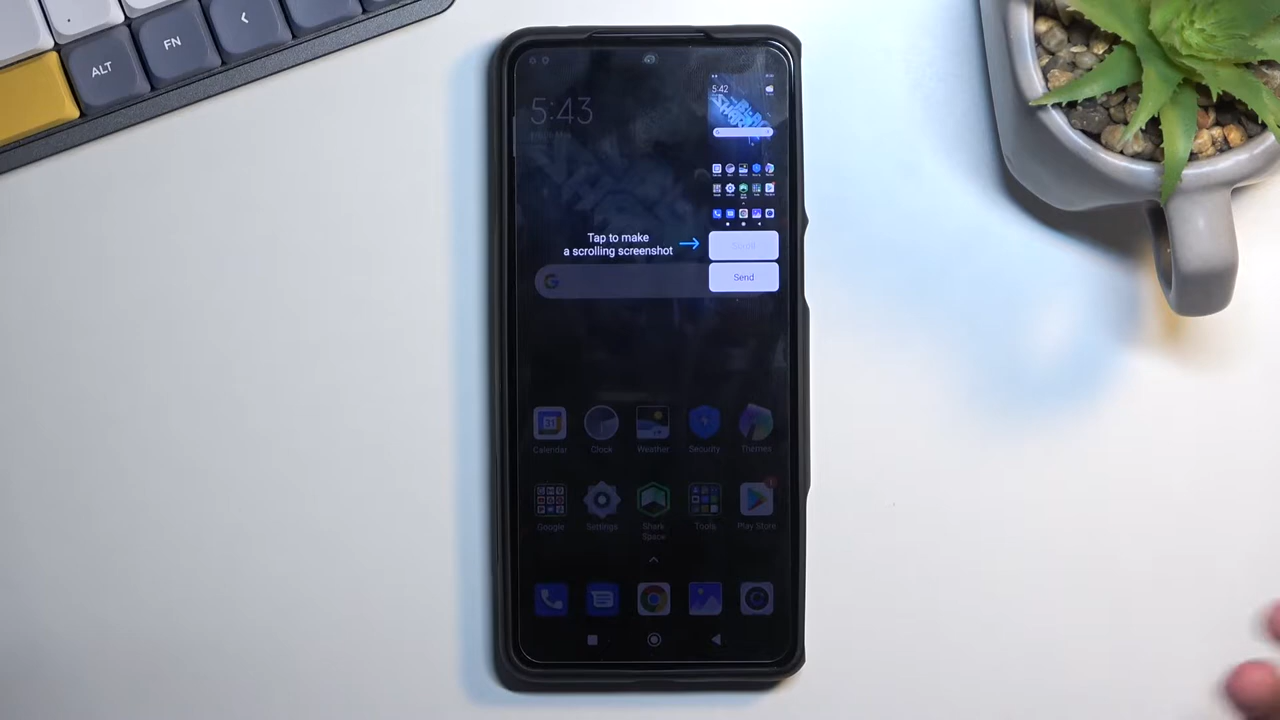 ALT
FN
5:43
5:42
Tap to make
a scrolling screenshot
Scroll
Send
Calendar
Clock
Weather
Security
Themes
Google
Settings
Shark
Space
Tools
Play Store